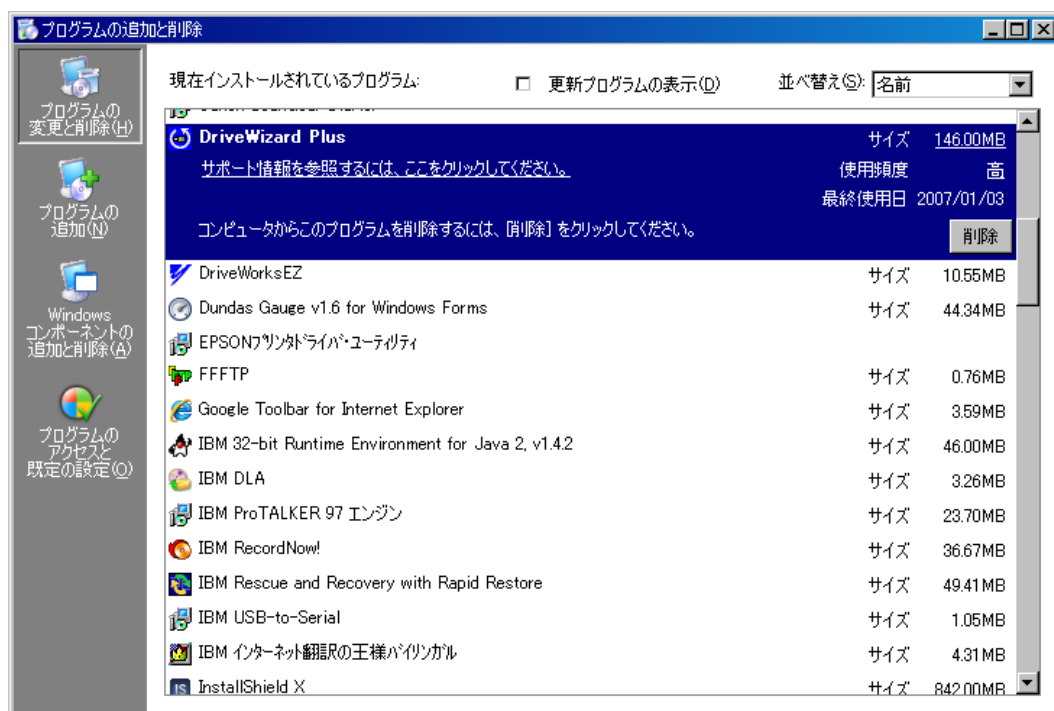 プログラムの追加と削除
プログラムの
変更と削除(H)
プログラムの
追加(N)
Windows
コンポーネントの
追加と削除(A)
プログラムの
アクセスと
既定の設定(O)
現在インストールされているプログラム: 更新プログラムの表示(D) 並べ替え(S): 名前
DriveWizard Plus サイズ 146.00MB
サポート情報を参照するには、ここをクリックしてください。 使用頻度 高
最終使用日 2007/01/03
コンピュータからこのプログラムを削除するには、[削除] をクリックしてください。 削除
DriveWorksEZ サイズ 10.55MB
Dundas Gauge v1.6 for Windows Forms サイズ 44.34MB
EPSONプリンタドライバ・ユーティリティ
FFFTP サイズ 0.76MB
Google Toolbar for Internet Explorer サイズ 3.59MB
IBM 32-bit Runtime Environment for Java 2, v1.4.2 サイズ 46.00MB
IBM DLA サイズ 3.26MB
IBM ProTALKER 97 エンジン サイズ 23.70MB
IBM RecordNow! サイズ 36.67MB
IBM Rescue and Recovery with Rapid Restore サイズ 49.41MB
IBM USB-to-Serial サイズ 1.05MB
IBM インターネット翻訳の王様バイリンガル サイズ 4.31MB
InstallShield X サイズ 842.00MB